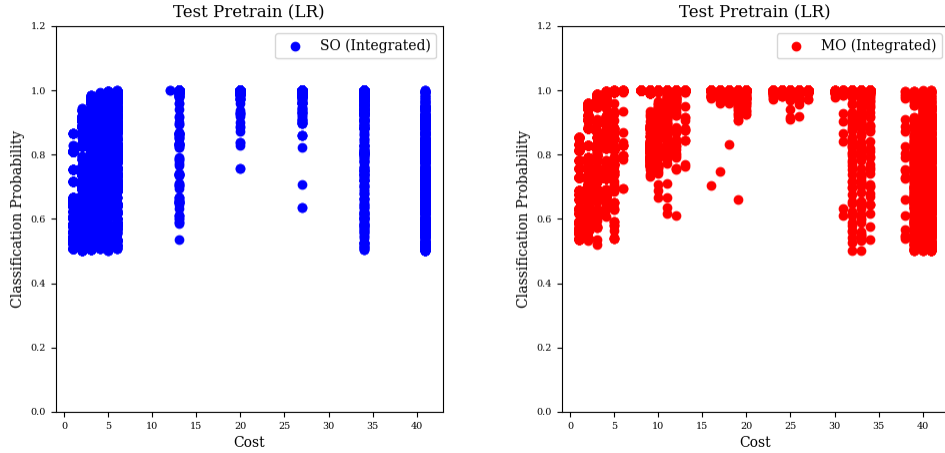 Test Pretrain (LR)
1.2
1.0
0.8
0.6
0.4
0.2
0.0
Classification Probability
SO (Integrated)
0 5 10 15 20 25 30 35 40
Cost
Test Pretrain (LR)
1.2
1.0
0.8
0.6
0.4
0.2
0.0
Classification Probability
MO (Integrated)
0 5 10 15 20 25 30 35 40
Cost